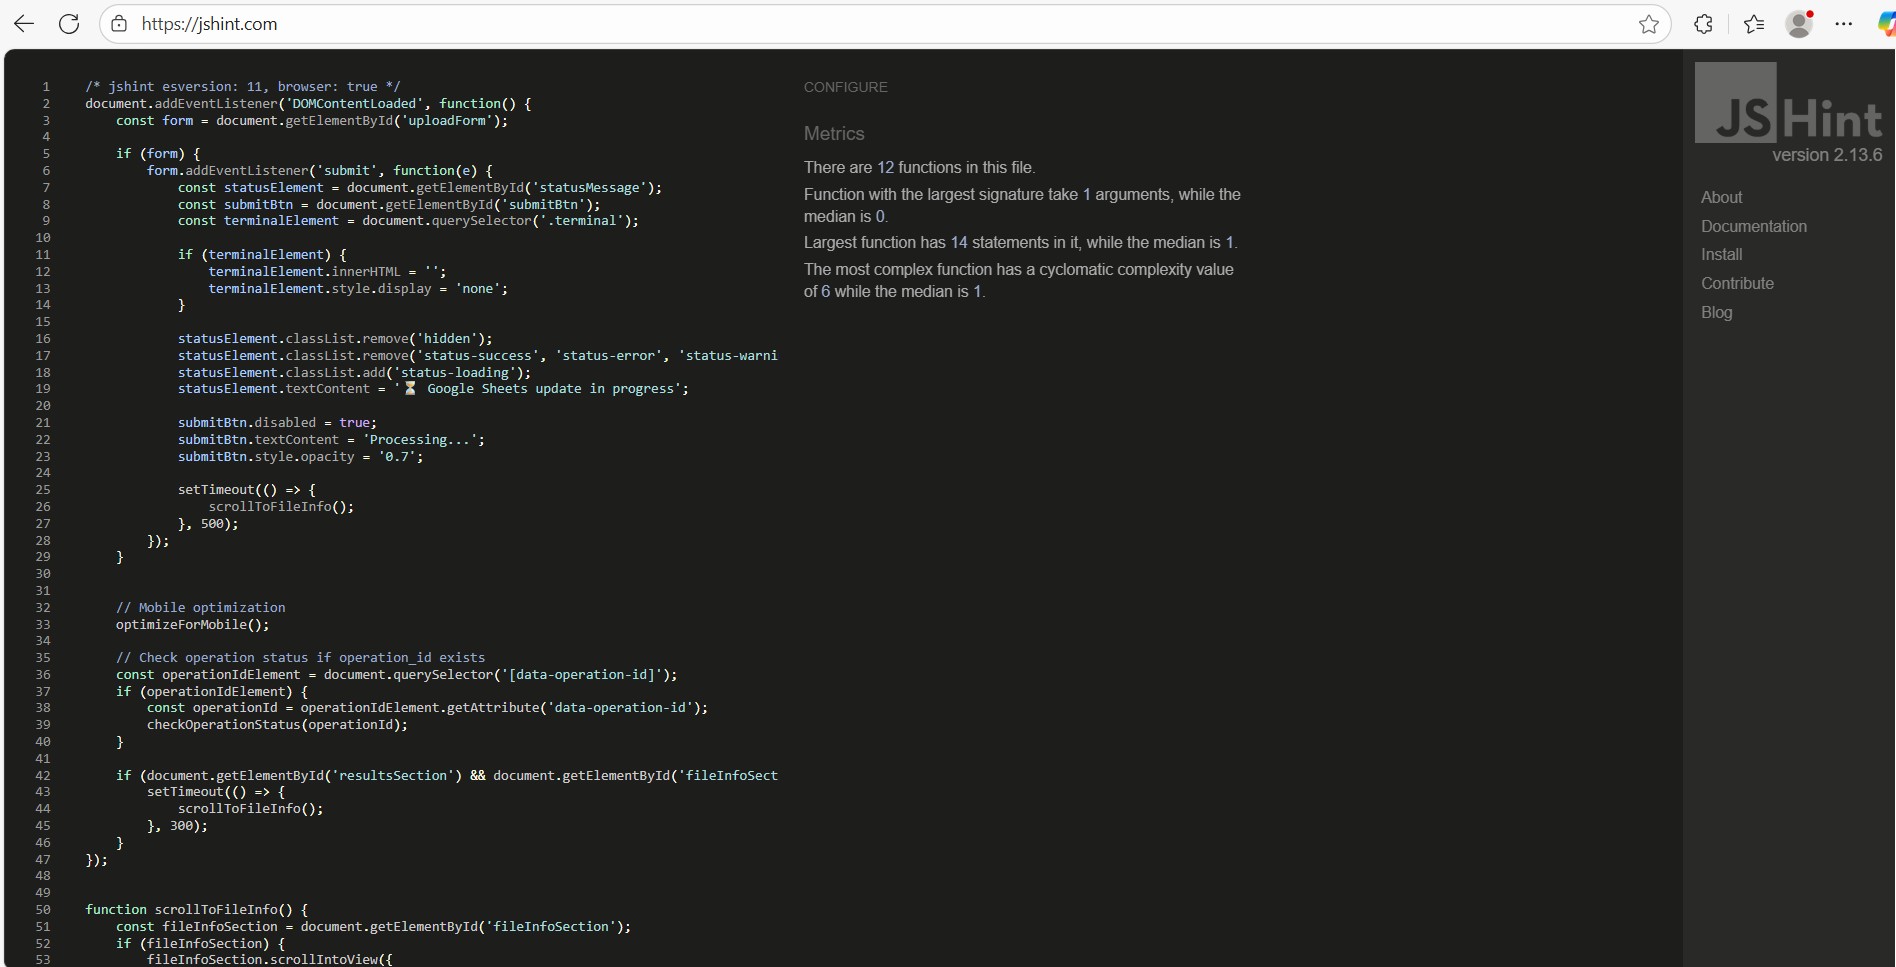 https://jshint.com
1 /* jshint esversion: 11, browser: true */
2 document.addEventListener('DOMContentLoaded', function() {
3     const form = document.getElementById('uploadForm');
4
5     if (form) {
6         form.addEventListener('submit', function(e) {
7             const statusElement = document.getElementById('statusMessage');
8             const submitBtn = document.getElementById('submitBtn');
9             const terminalElement = document.querySelector('.terminal');
10
11             if (terminalElement) {
12                 terminalElement.innerHTML = '';
13                 terminalElement.style.display = 'none';
14             }
15
16             statusElement.classList.remove('hidden');
17             statusElement.classList.remove('status-success', 'status-error', 'status-warni
18             statusElement.classList.add('status-loading');
19             statusElement.textContent = '⏳ Google Sheets update in progress';
20
21             submitBtn.disabled = true;
22             submitBtn.textContent = 'Processing...';
23             submitBtn.style.opacity = '0.7';
24
25             setTimeout(() => {
26                 scrollToFileInfo();
27             }, 500);
28         });
29     }
30
31
32     // Mobile optimization
33     optimizeForMobile();
34
35     // Check operation status if operation_id exists
36     const operationIdElement = document.querySelector('[data-operation-id]');
37     if (operationIdElement) {
38         const operationId = operationIdElement.getAttribute('data-operation-id');
39         checkOperationStatus(operationId);
40     }
41
42     if (document.getElementById('resultsSection') && document.getElementById('fileInfoSect
43         setTimeout(() => {
44             scrollToFileInfo();
45         }, 300);
46     }
47 });
48
49
50 function scrollToFileInfo() {
51     const fileInfoSection = document.getElementById('fileInfoSection');
52     if (fileInfoSection) {
53         fileInfoSection.scrollIntoView({
CONFIGURE
Metrics
There are 12 functions in this file.
Function with the largest signature take 1 arguments, while the
median is 0.
Largest function has 14 statements in it, while the median is 1.
The most complex function has a cyclomatic complexity value
of 6 while the median is 1.
JSHint
version 2.13.6
About
Documentation
Install
Contribute
Blog